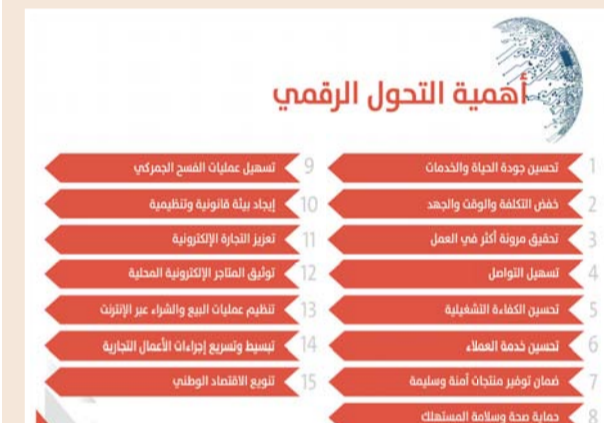 أهمية التحول الرقمي
1 تحسين جودة الحياة والخدمات
2 خفض التكلفة والوقت والجهد
3 تحقيق مرونة أكثر في العمل
4 تسهيل التواصل
5 تحسين الكفاءة التشغيلية
6 تحسين خدمة العملاء
7 ضمان توفير منتجات آمنة وسليمة
8 حماية صحة وسلامة المستهلك
9 تسهيل عمليات الفسح الجمركي
10 إيجاد بيئة قانونية وتنظيمية
11 تعزيز التجارة الإلكترونية
12 توثيق المتاجر الإلكترونية المحلية
13 تنظيم عمليات البيع والشراء عبر الإنترنت
14 تبسيط وتسريع إجراءات الأعمال التجارية
15 تنويع الاقتصاد الوطني